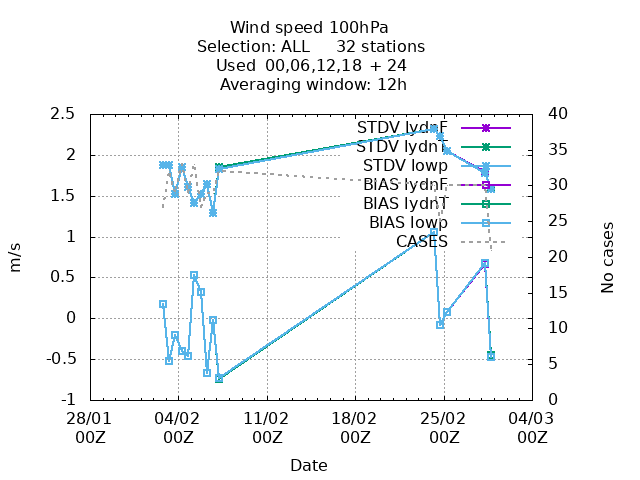 Wind speed 100hPa
Selection: ALL 32 stations
Used 00,06,12,18 + 24
Averaging window: 12h
2.5
2
1.5
1
0.5
0
-0.5
-1
m/s
40
35
30
25
20
15
10
5
0
No cases
STDV lydnF
STDV lydnT
STDV lowp
BIAS lydnF
BIAS lydnT
BIAS lowp
CASES
28/01 04/02 11/02 18/02 25/02 04/03
00Z 00Z 00Z 00Z 00Z 00Z
Date